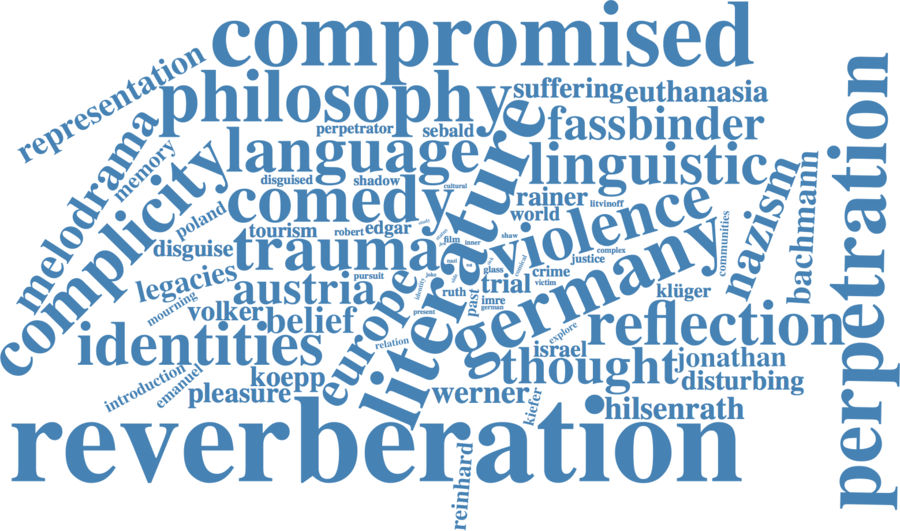 compromised
representation
philosophy
suffering
euthanasia
perpetrator
sebald
fassbinder
melodrama
memory
language
linguistic
complicity
disguised
shadow
cultural
literature
perpetration
comedy
rainer
litvinoff
world
violence
nazism
bachmann
communities
poland
tourism
robert
edgar
study
disguise
trauma
film
inner
shaw
complex
justice
germany
legacies
austria
pursuit
joke
nazi
glass
trial
crime
victim
klüger
mourning
volker
belief
europe
identity
present
ruth
past
imre
german
reflection
identities
relation
explore
israel
thought
jonathan
introduction
emanuel
pleasure
koepp
werner
kiefer
disturbing
hilsenrath
reverberation
reinhard